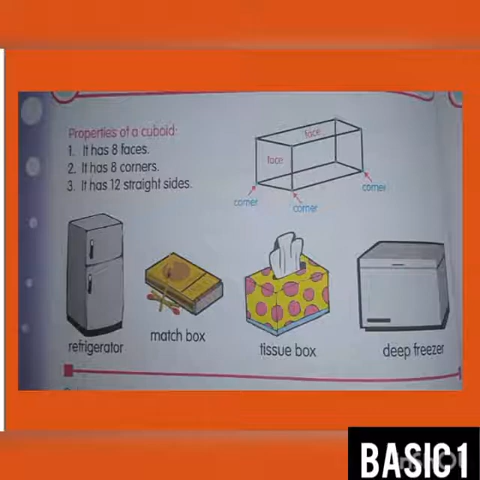 Properties of a cuboid:
1. It has 8 faces.
2. It has 8 corners.
3. It has 12 straight sides.
face
face
corner
corner
corner
refrigerator
match box
tissue box
deep freezer
BASIC1